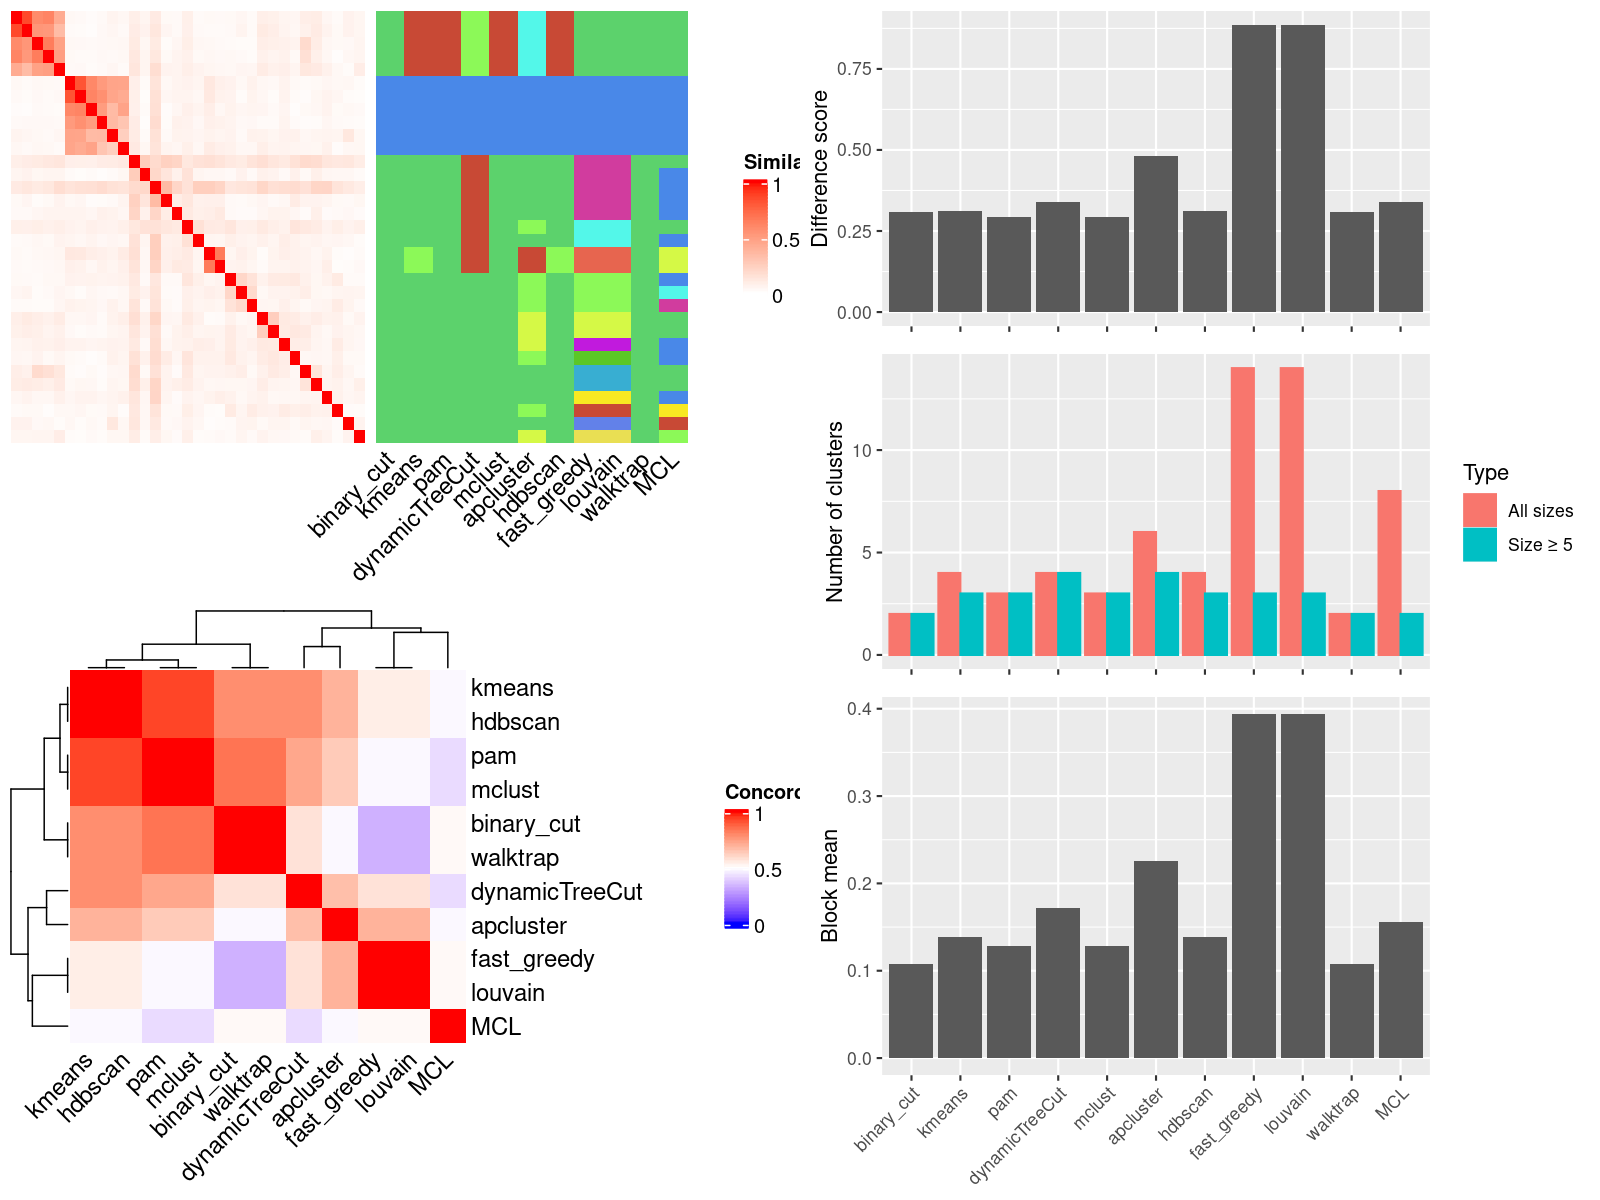 Simila
1
0.5
0
binary_cut
kmeans
pam
dynamicTreeCut
mclust
apcluster
hdbscan
fast_greedy
louvain
walktrap
MCL
kmeans
hdbscan
pam
mclust
binary_cut
walktrap
dynamicTreeCut
apcluster
fast_greedy
louvain
MCL
kmeans
hdbscan
pam
mclust
binary_cut
walktrap
dynamicTreeCut
apcluster
fast_greedy
louvain
MCL
Concord
1
0.5
0
Difference score
0.75
0.50
0.25
0.00
Number of clusters
10
5
0
Type
All sizes
Size ≥ 5
Block mean
0.4
0.3
0.2
0.1
0.0
binary_cut
kmeans
pam
dynamicTreeCut
mclust
apcluster
hdbscan
fast_greedy
louvain
walktrap
MCL